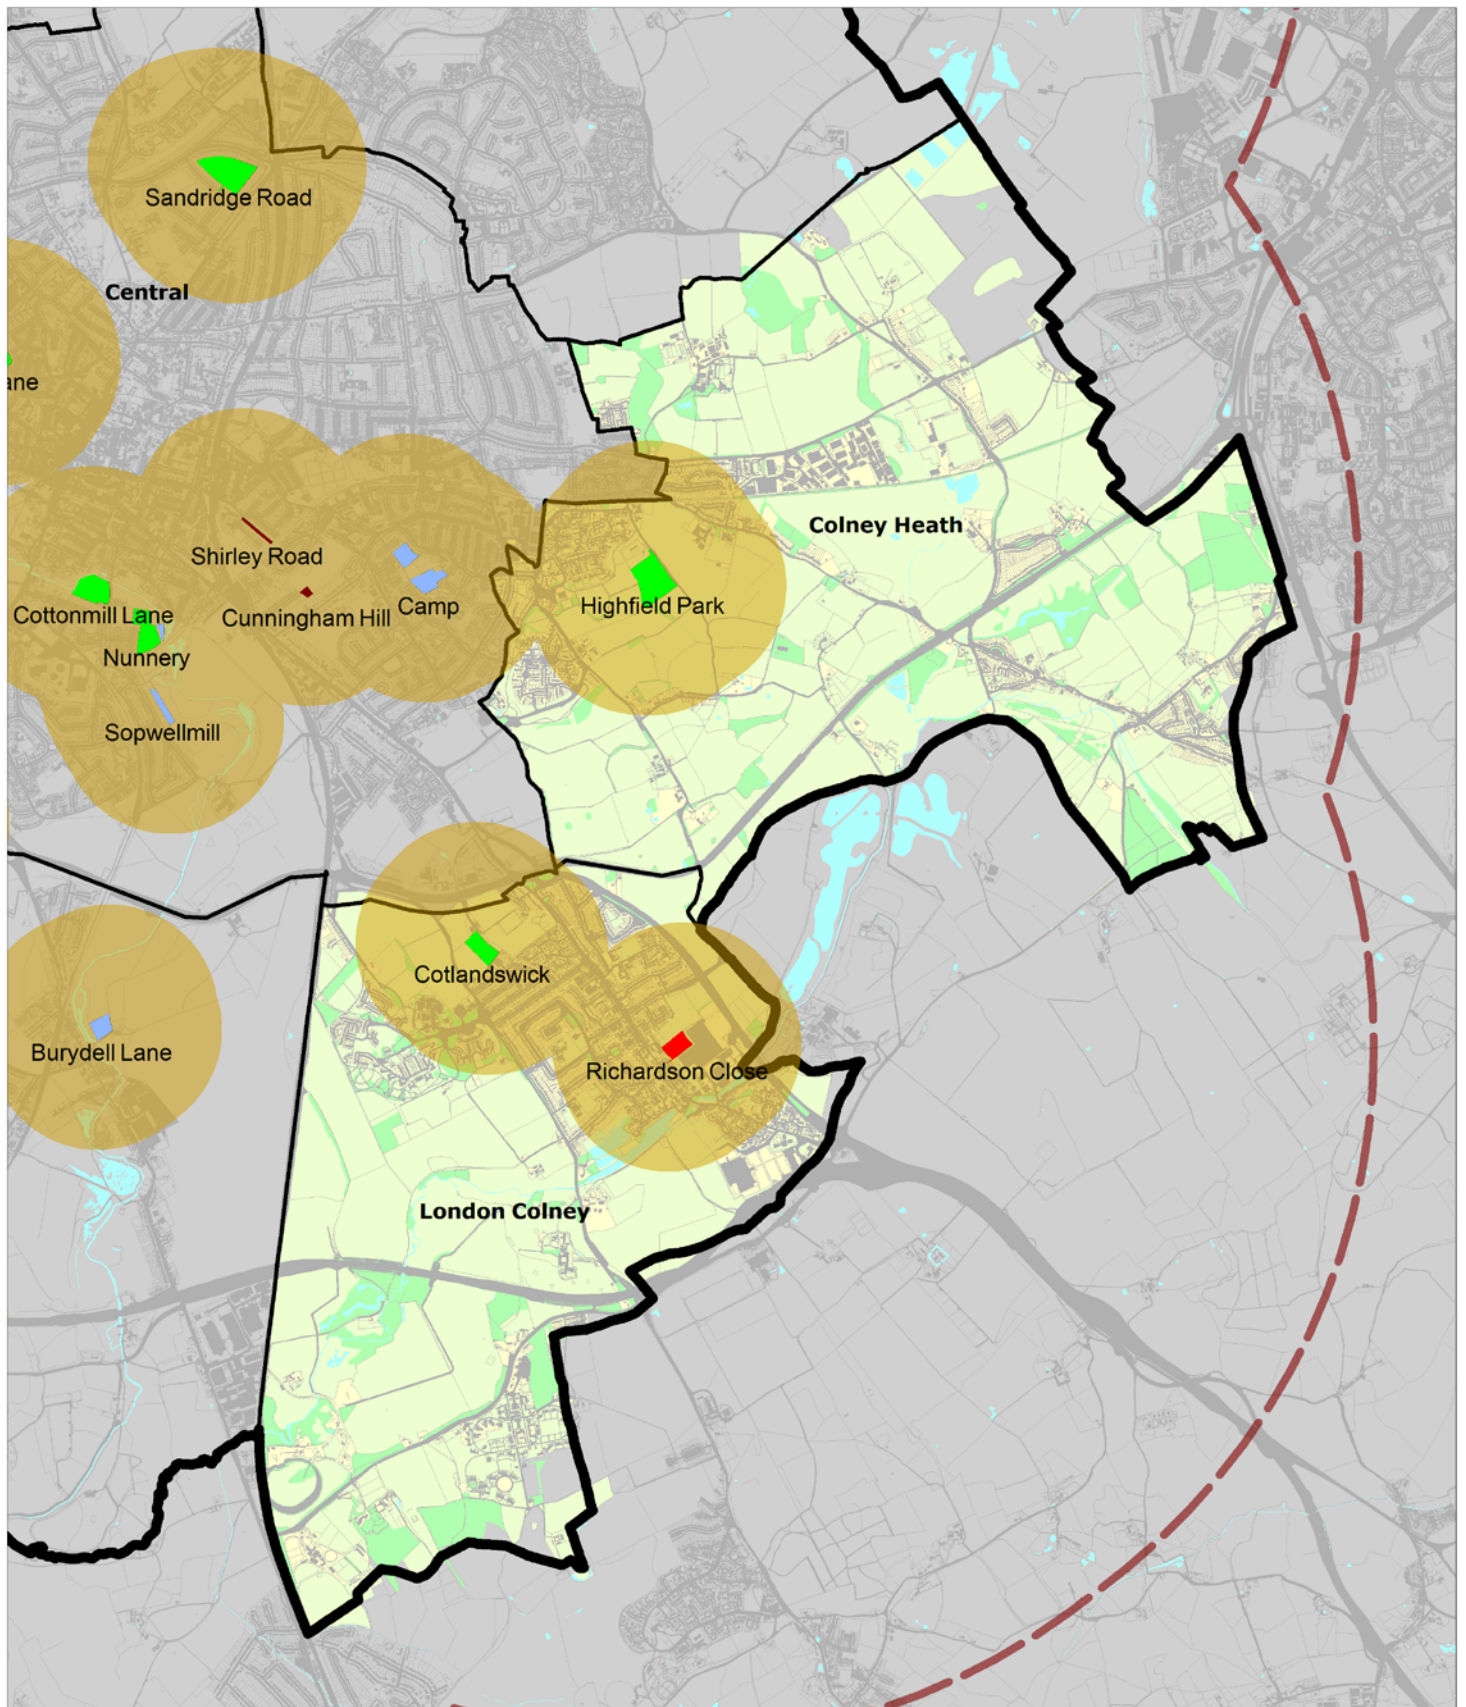 Sandridge Road
Central
ane
Colney Heath
Shirley Road
Cottonmill Lane
Cunningham Hill
Camp
Highfield Park
Nunnery
Sopwellmill
Cotlandswick
Burydell Lane
Richardson Close
London Colney